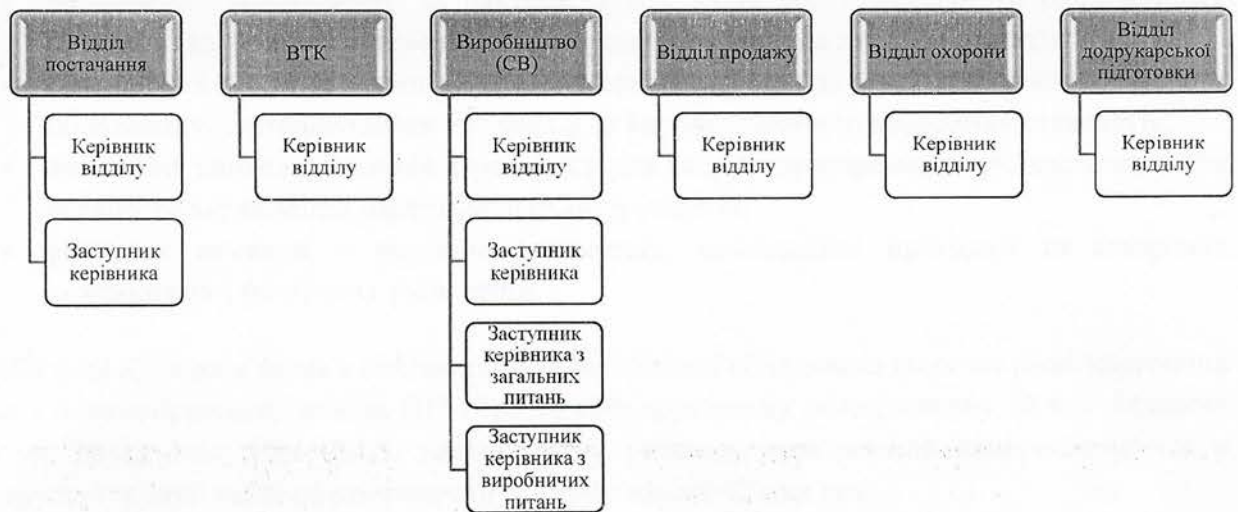 Відділ
постачання
Керівник
відділу
Заступник
керівника
ВТК
Керівник
відділу
Виробництво
(СВ)
Керівник
відділу
Заступник
керівника
Заступник
керівника з
загальних
питань
Заступник
керівника з
виробничих
питань
Відділ продажу
Керівник
відділу
Відділ охорони
Керівник
відділу
Відділ
додрукарської
підготовки
Керівник
відділу